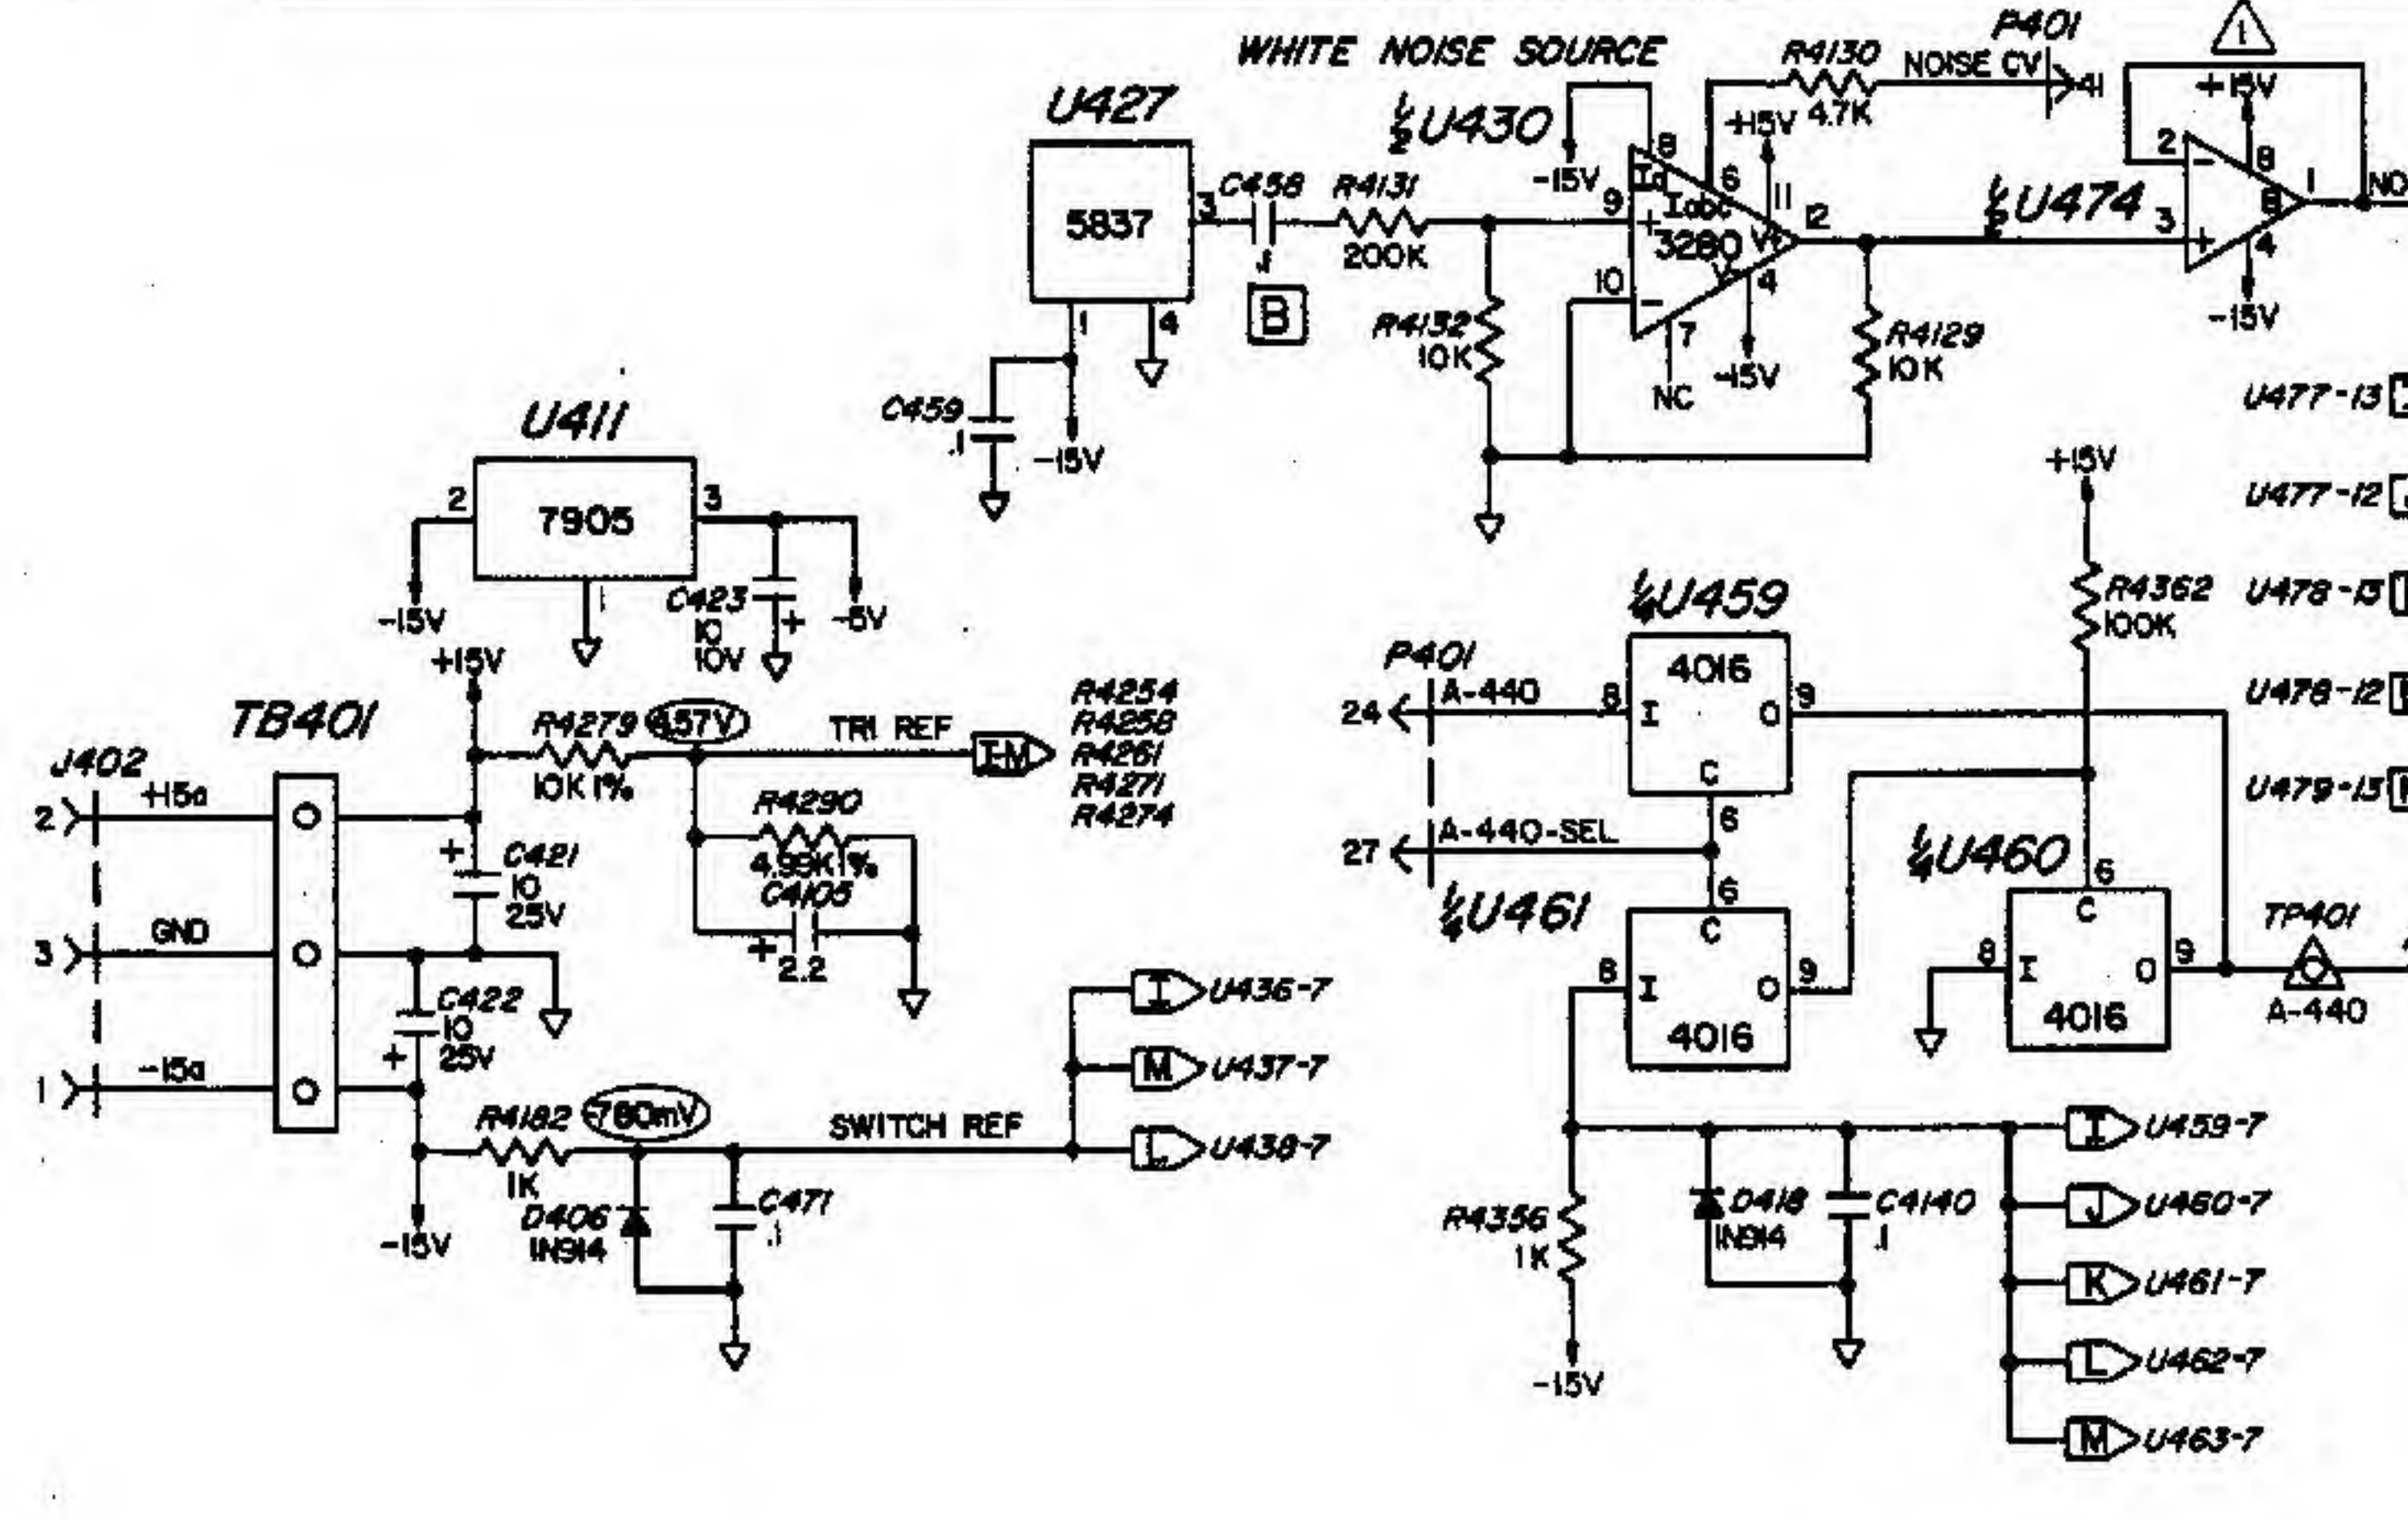 WHITE NOISE SOURCE
U427
5837
3
1
4
C458
.1
B
R4131
200K
C459
.1
-15V
½U430
-15V
8
Id
9
+
Iabc
6
3280
V+
11
12
10
-
V-
4
7
NC
-15V
+15V
R4130
4.7K
NOISE CV
P401
41
R4132
10K
R4129
10K
½U474
1
+15V
2
-
8
B
1
3
+
4
-15V
NO
U411
2
7905
3
1
-15V
C423
10
10V
+
-5V
TB401
J402
2
+15a
3
GND
1
-15a
+15V
R4279
10K 1%
TRI REF
I-M
R4254
R4258
R4261
R4271
R4274
R4290
4.99K 1%
C4105
+
2.2
+
C421
10
25V
C422
10
25V
+
R4182
1K
-780mV
SWITCH REF
I
U436-7
M
U437-7
L
U438-7
-15V
D406
1N914
C471
.1
P401
24
A-440
27
A-440-SEL
¼U459
4016
8
I
O
9
C
6
¼U461
6
C
8
I
O
9
4016
+15V
R4362
100K
¼U460
6
C
8
I
O
9
4016
TP401
A-440
R4356
1K
-15V
D418
1N914
C4140
.1
I
U459-7
J
U460-7
K
U461-7
L
U462-7
M
U463-7
U477-13
U477-12
U478-13
U478-12
U479-13